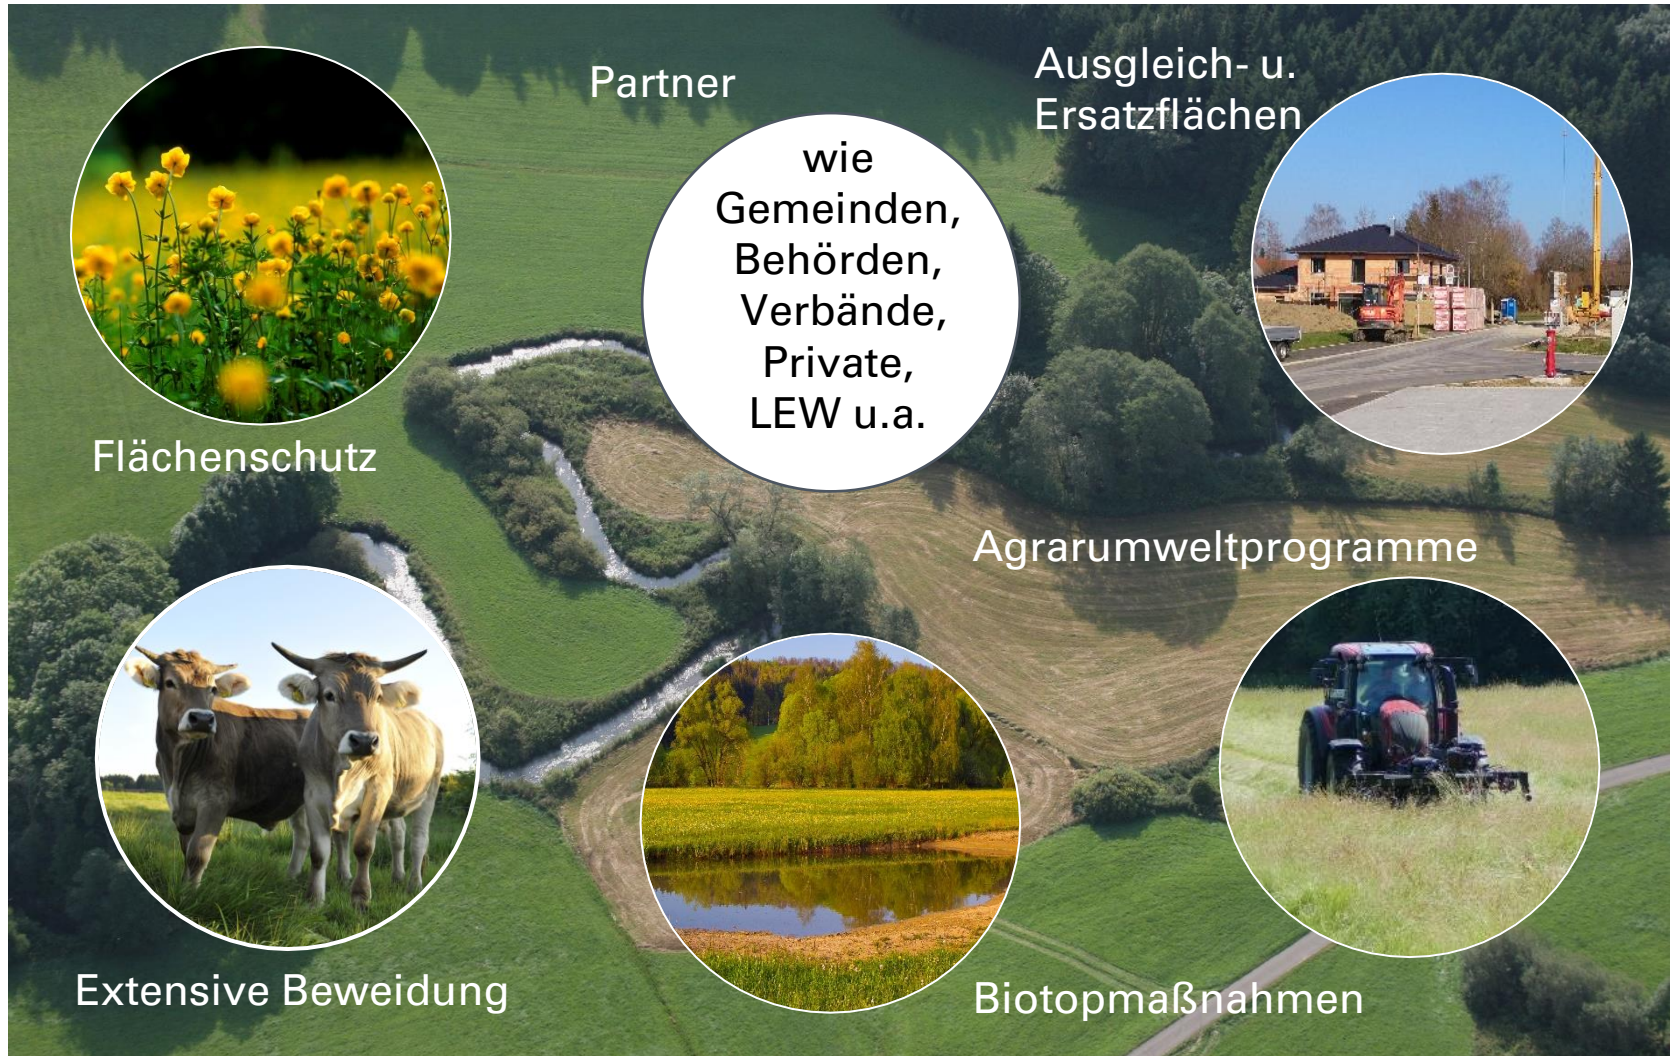 Partner
wie
Gemeinden,
Behörden,
Verbände,
Private,
LEW u.a.
Ausgleich- u.
Ersatzflächen
Flächenschutz
Agrarumweltprogramme
Extensive Beweidung
Biotopmaßnahmen